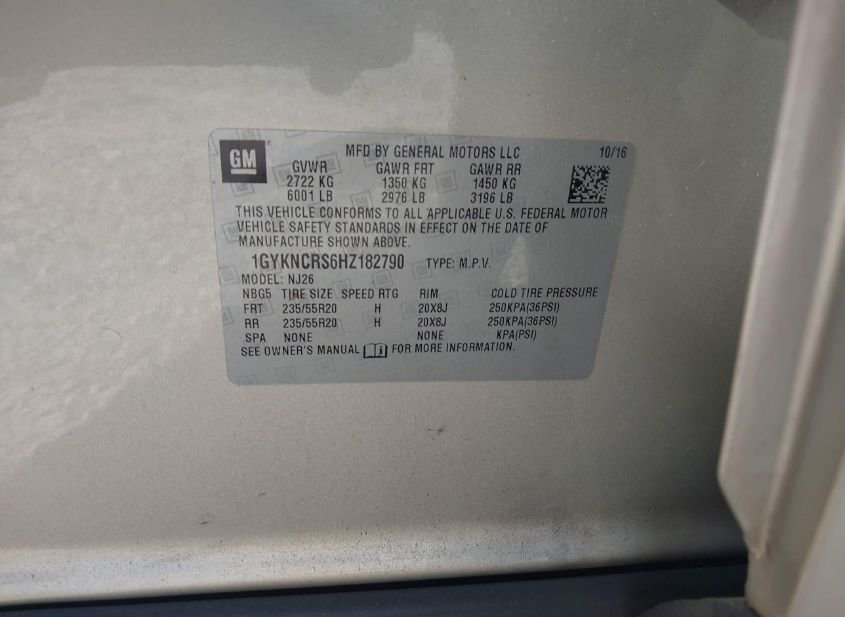 GM
MFD BY GENERAL MOTORS LLC 10/16
GVWR GAWR FRT GAWR RR
2722 KG 1350 KG 1450 KG
6001 LB 2976 LB 3196 LB
THIS VEHICLE CONFORMS TO ALL APPLICABLE U.S. FEDERAL MOTOR
VEHICLE SAFETY STANDARDS IN EFFECT ON THE DATE OF
MANUFACTURE SHOWN ABOVE.
1GYKNCRS6HZ182790 TYPE: M.P.V.
MODEL: NJ26
NBG5 TIRE SIZE SPEED RTG RIM COLD TIRE PRESSURE
FRT 235/55R20 H 20X8J 250KPA(36PSI)
RR 235/55R20 H 20X8J 250KPA(36PSI)
SPA NONE NONE KPA(PSI)
SEE OWNER'S MANUAL FOR MORE INFORMATION.